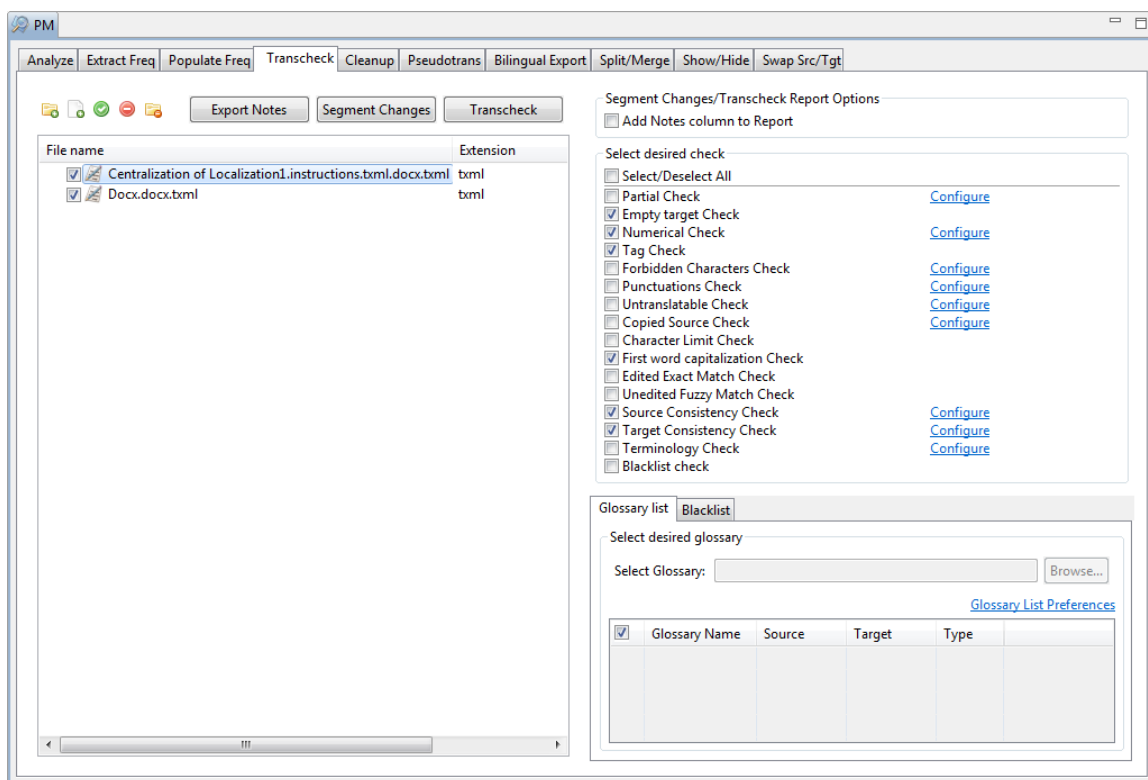 PM
Analyze Extract Freq Populate Freq Transcheck Cleanup Pseudotrans Bilingual Export Split/Merge Show/Hide Swap Src/Tgt
Export Notes Segment Changes Transcheck
File name Extension
Centralization of Localization1.instructions.txml.docx.txml txml
Docx.docx.txml txml
Segment Changes/Transcheck Report Options
Add Notes column to Report
Select desired check
Select/Deselect All
Partial Check Configure
Empty target Check
Numerical Check Configure
Tag Check
Forbidden Characters Check Configure
Punctuations Check Configure
Untranslatable Check Configure
Copied Source Check Configure
Character Limit Check
First word capitalization Check
Edited Exact Match Check
Unedited Fuzzy Match Check
Source Consistency Check Configure
Target Consistency Check Configure
Terminology Check Configure
Blacklist check
Glossary list Blacklist
Select desired glossary
Select Glossary: Browse...
Glossary List Preferences
Glossary Name Source Target Type